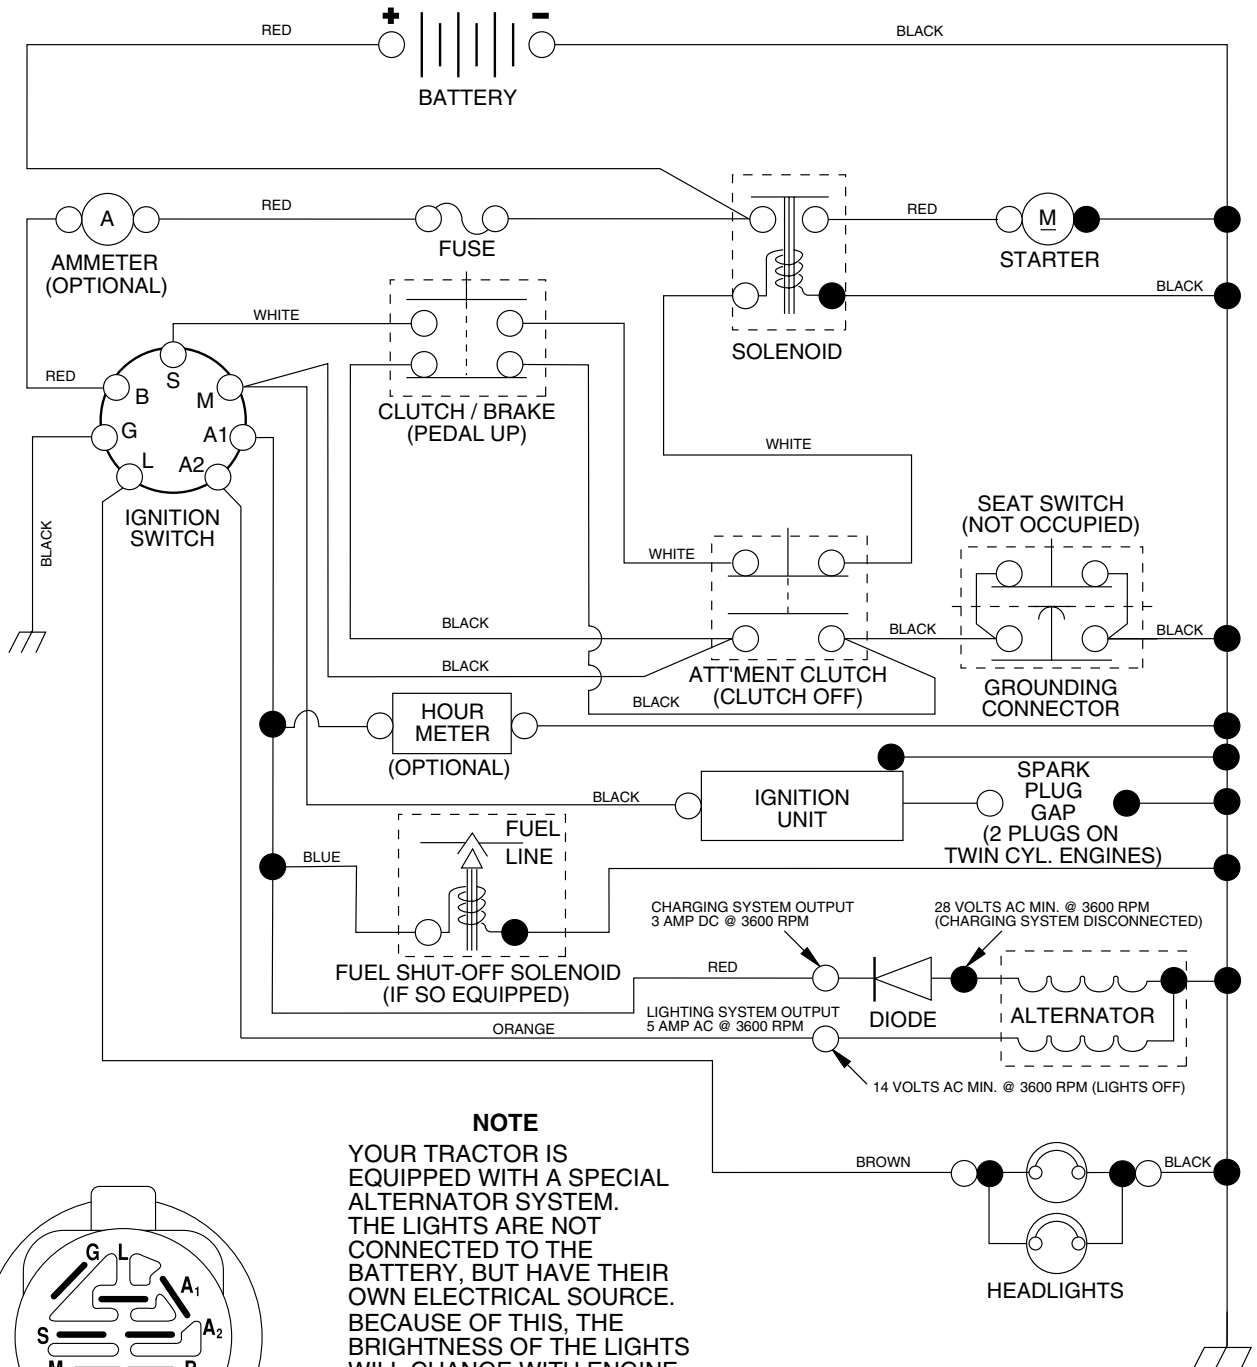 + −
RED
BLACK
BATTERY
A
RED
RED
M
FUSE
AMMETER
(OPTIONAL)
STARTER
BLACK
WHITE
SOLENOID
RED
S
B
M
CLUTCH / BRAKE
(PEDAL UP)
G
A1
WHITE
L
A2
SEAT SWITCH
(NOT OCCUPIED)
IGNITION
SWITCH
BLACK
WHITE
BLACK
BLACK
BLACK
BLACK
ATT'MENT CLUTCH
(CLUTCH OFF)
GROUNDING
CONNECTOR
BLACK
HOUR
METER
(OPTIONAL)
SPARK
PLUG
GAP
(2 PLUGS ON
TWIN CYL. ENGINES)
BLACK
IGNITION
UNIT
FUEL
LINE
BLUE
CHARGING SYSTEM OUTPUT
3 AMP DC @ 3600 RPM
28 VOLTS AC MIN. @ 3600 RPM
(CHARGING SYSTEM DISCONNECTED)
FUEL SHUT-OFF SOLENOID
(IF SO EQUIPPED)
RED
LIGHTING SYSTEM OUTPUT
5 AMP AC @ 3600 RPM
DIODE
ALTERNATOR
ORANGE
14 VOLTS AC MIN. @ 3600 RPM (LIGHTS OFF)
NOTE
YOUR TRACTOR IS
EQUIPPED WITH A SPECIAL
ALTERNATOR SYSTEM.
THE LIGHTS ARE NOT
CONNECTED TO THE
BATTERY, BUT HAVE THEIR
OWN ELECTRICAL SOURCE.
BECAUSE OF THIS, THE
BRIGHTNESS OF THE LIGHTS
WILL CHANGE WITH ENGINE
BROWN
BLACK
HEADLIGHTS
G
L
A1
A2
S
M
B